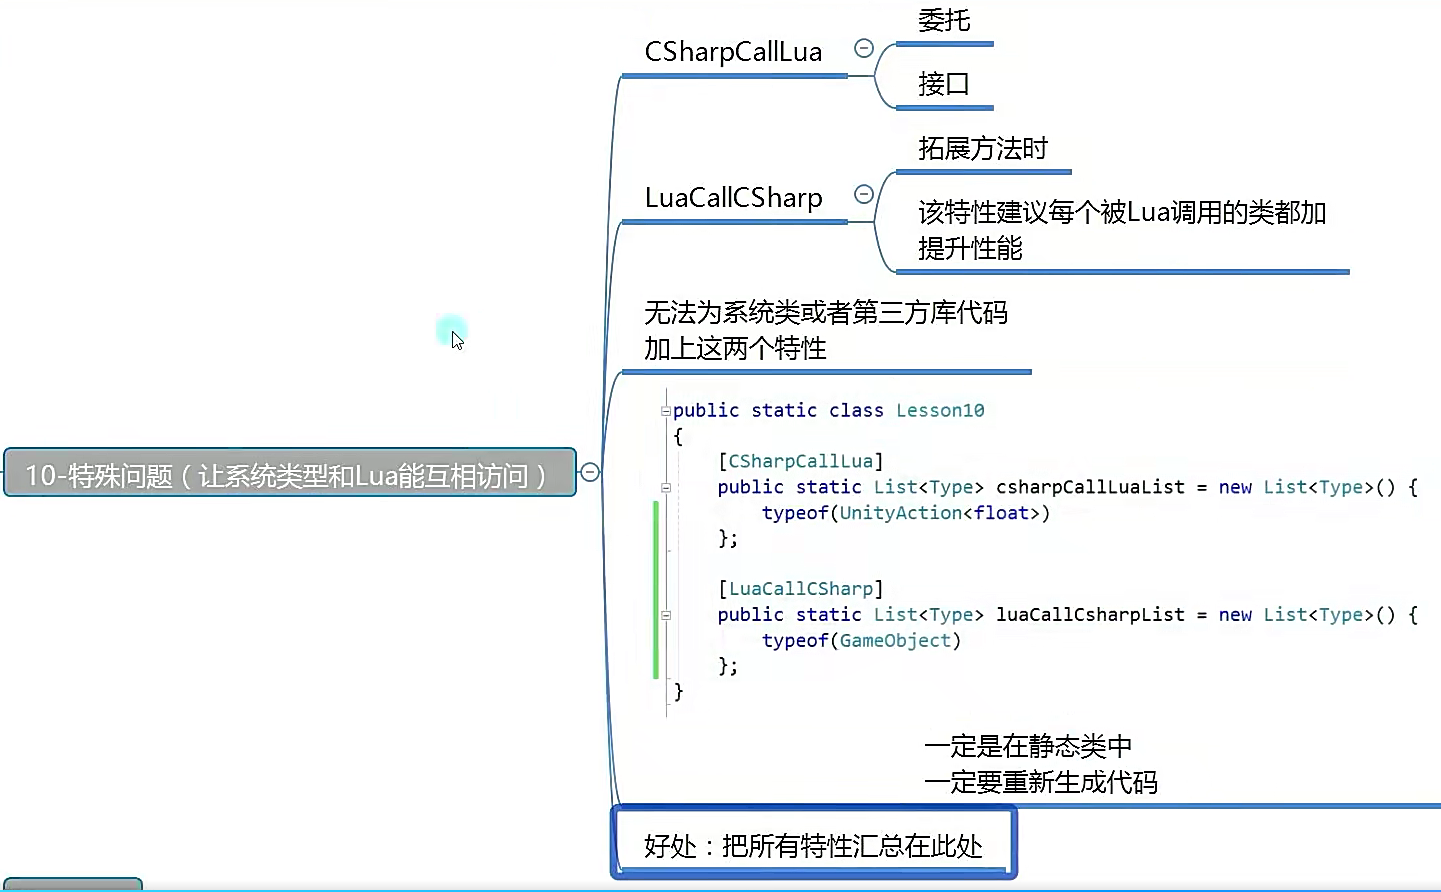 CSharpCallLua
委托
接口
LuaCallCSharp
拓展方法时
该特性建议每个被Lua调用的类都加
提升性能
无法为系统类或者第三方库代码
加上这两个特性
10-特殊问题（让系统类型和Lua能互相访问）
public static class Lesson10
{
[CSharpCallLua]
public static List<Type> csharpCallLuaList = new List<Type>() {
typeof(UnityAction<float>)
};
[LuaCallCSharp]
public static List<Type> luaCallCsharpList = new List<Type>() {
typeof(GameObject)
};
}
一定是在静态类中
一定要重新生成代码
好处：把所有特性汇总在此处